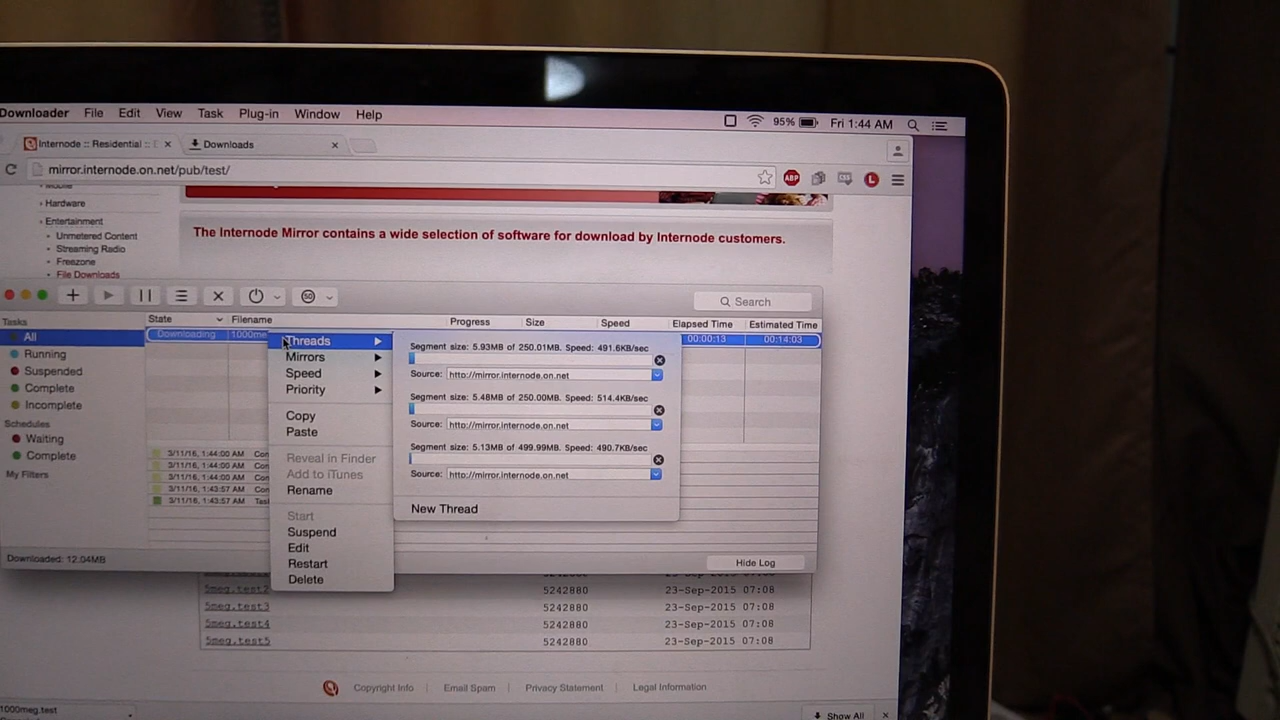 Downloader File Edit View Task Plug-in Window Help 95% Fri 1:44 AM
Internode :: Residential :: Downloads
mirror.internode.on.net/pub/test/
ABP L
Hardware
Entertainment
Unmetered Content
Streaming Radio
Freezone
File Downloads
The Internode Mirror contains a wide selection of software for download by Internode customers.
Search
Tasks
All
Running
Suspended
Complete
Incomplete
Schedules
Waiting
Complete
My Filters
State Filename Progress Size Speed Elapsed Time Estimated Time
Downloading 1000me 00:00:13 00:14:03
3/11/16, 1:44:00 AM Con
3/11/16, 1:44:00 AM Con
3/11/16, 1:44:00 AM Con
3/11/16, 1:43:57 AM Con
3/11/16, 1:43:57 AM Tas
Threads
Mirrors
Speed
Priority
Copy
Paste
Reveal in Finder
Add to iTunes
Rename
Start
Suspend
Edit
Restart
Delete
Segment size: 5.93MB of 250.01MB. Speed: 491.6KB/sec
Source: http://mirror.internode.on.net
Segment size: 5.48MB of 250.00MB. Speed: 514.4KB/sec
Source: http://mirror.internode.on.net
Segment size: 5.13MB of 499.99MB. Speed: 490.7KB/sec
Source: http://mirror.internode.on.net
New Thread
Downloaded: 12.04MB
Hide Log
5meg.test2 5242880 23-Sep-2015 07:08
5meg.test3 5242880 23-Sep-2015 07:08
5meg.test4 5242880 23-Sep-2015 07:08
5meg.test5 5242880 23-Sep-2015 07:08
Copyright Info | Email Spam | Privacy Statement | Legal Information
1000meg.test
Show All